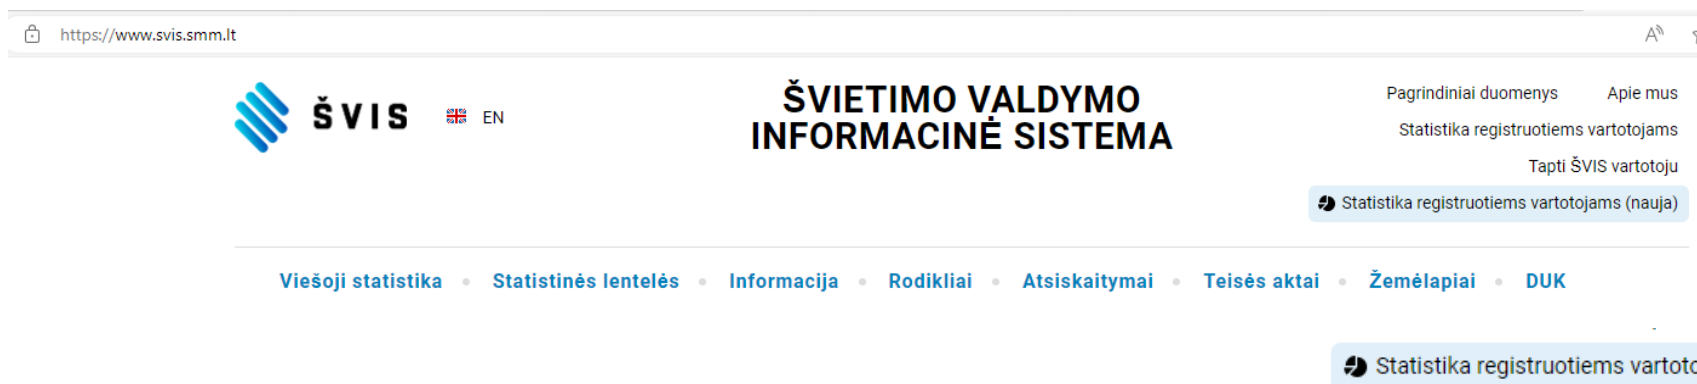 https://www.svis.smm.lt
ŠVIS EN
ŠVIETIMO VALDYMO
INFORMACINĖ SISTEMA
Pagrindiniai duomenys Apie mus
Statistika registruotiems vartotojams
Tapti ŠVIS vartotoju
Statistika registruotiems vartotojams (nauja)
Viešoji statistika Statistinės lentelės Informacija Rodikliai Atsiskaitymai Teisės aktai Žemėlapiai DUK
Statistika registruotiems